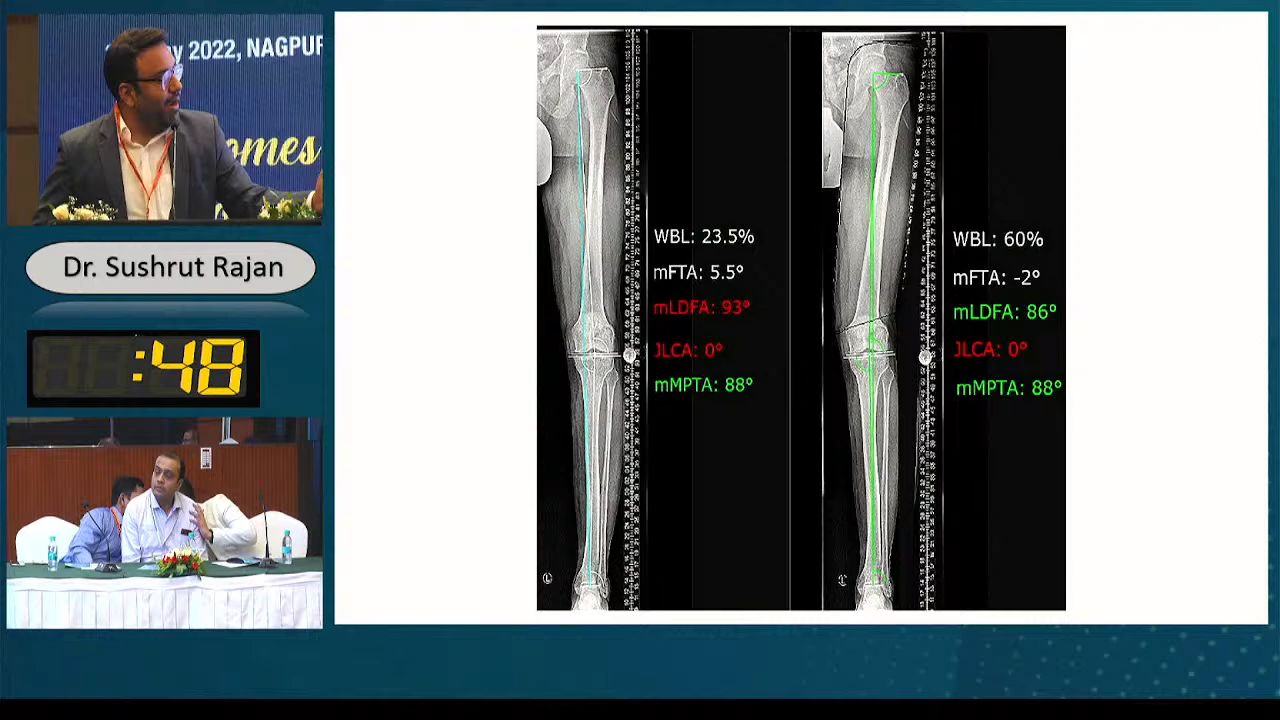 2022, NAGPUR
omes
Dr. Sushrut Rajan
:48
WBL: 23.5%
mFTA: 5.5°
mLDFA: 93°
JLCA: 0°
mMPTA: 88°
WBL: 60%
mFTA: -2°
mLDFA: 86°
JLCA: 0°
mMPTA: 88°
L